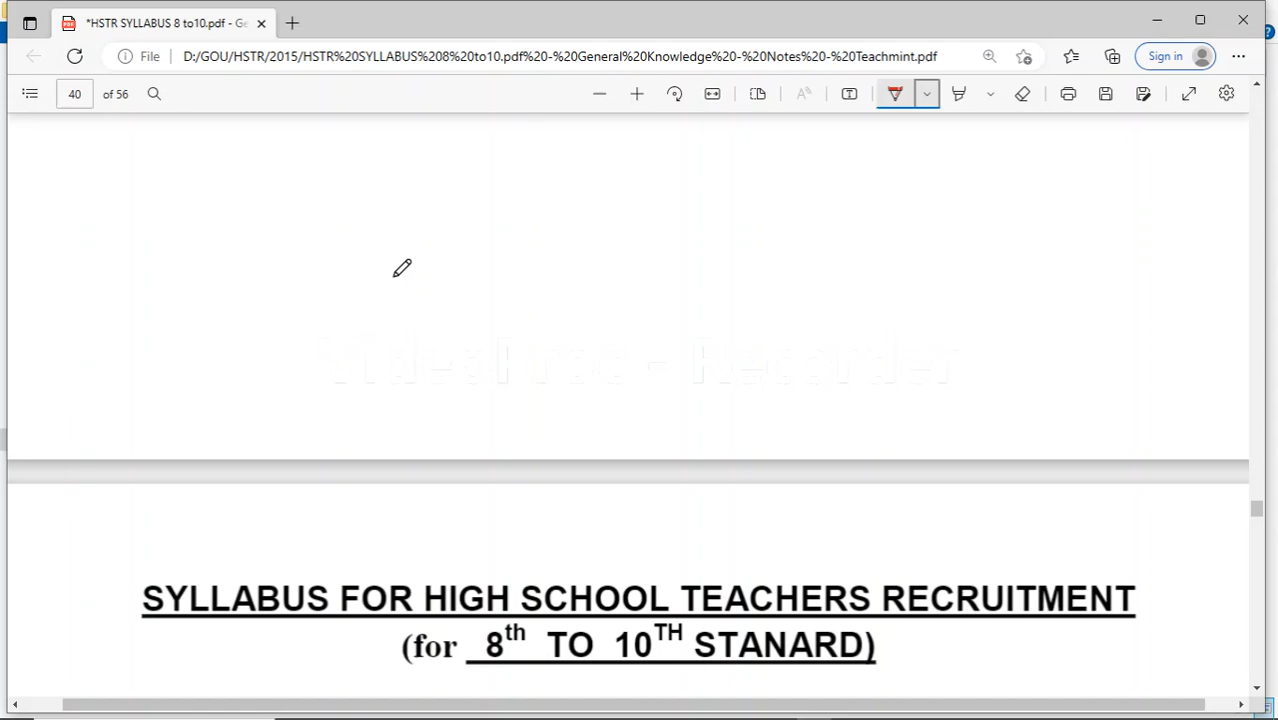 *HSTR SYLLABUS 8 to10.pdf - Ge
File
D:/GOU/HSTR/2015/HSTR%20SYLLABUS%208%20to10.pdf%20-%20General%20Knowledge%20-%20Notes%20-%20Teachmint.pdf
Sign in
40 of 56
VideoProc - Recorder
SYLLABUS FOR HIGH SCHOOL TEACHERS RECRUITMENT
(for 8th TO 10TH STANARD)